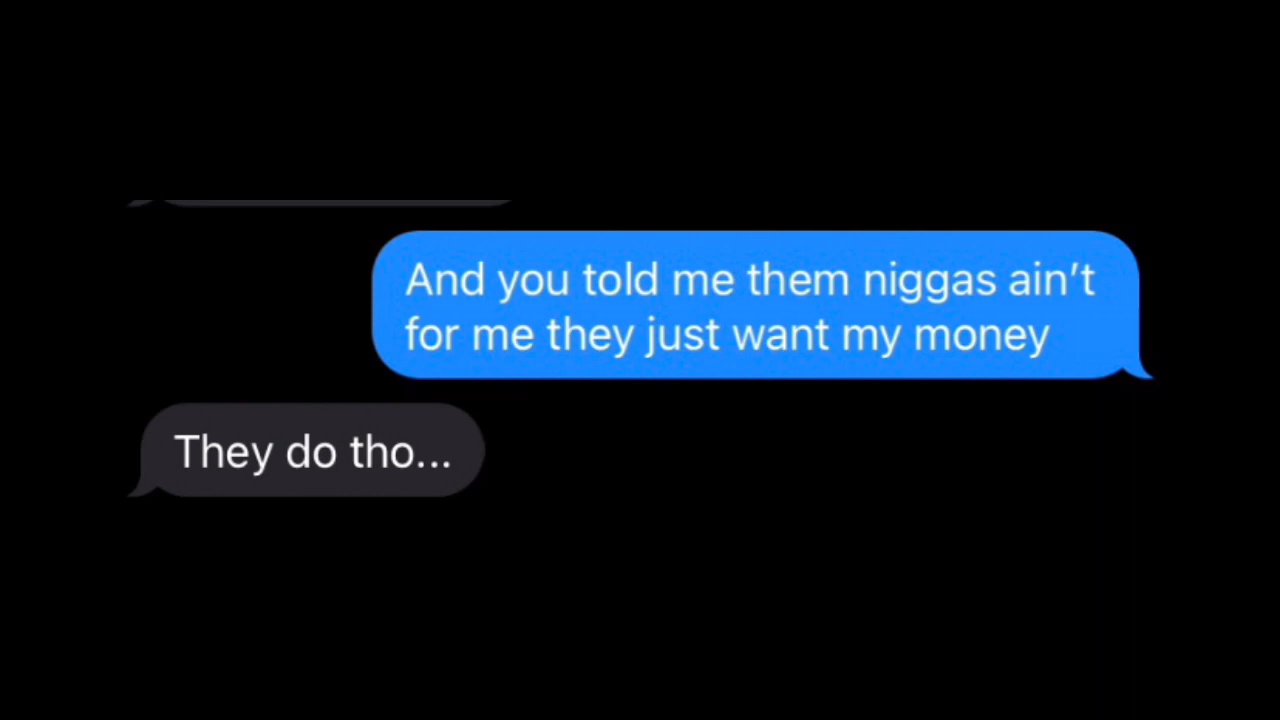 And you told me them niggas ain’t
for me they just want my money
They do tho...